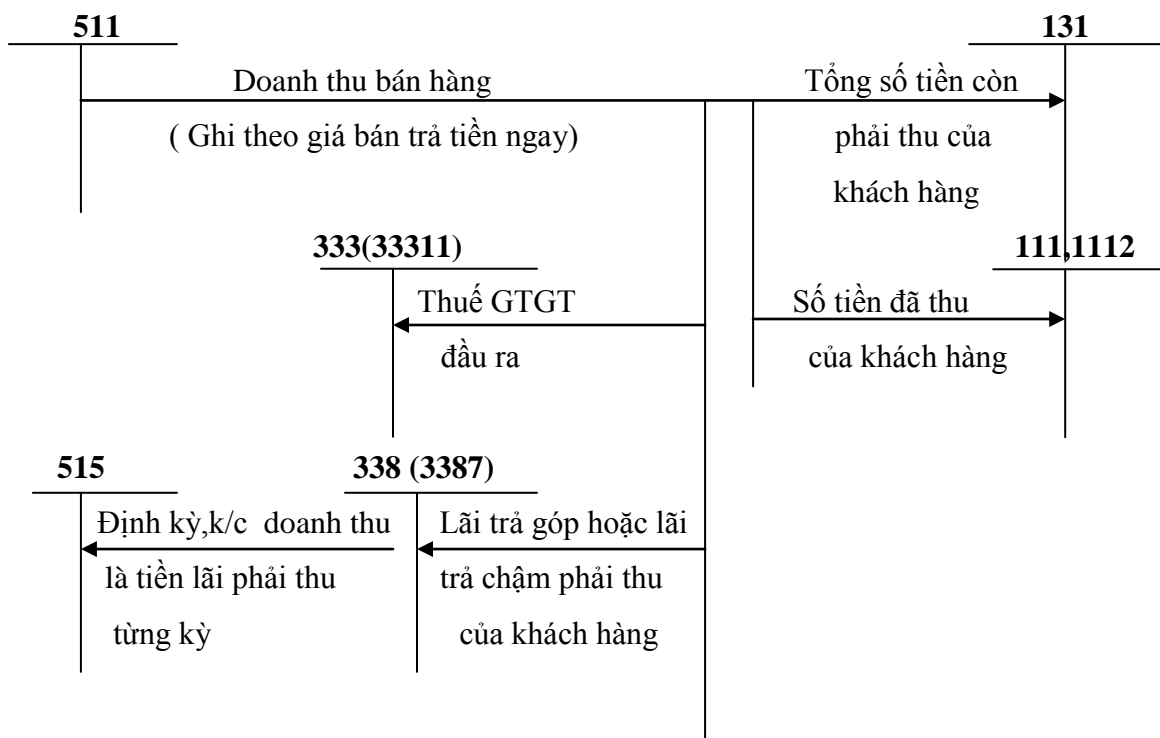 511
131
Doanh thu bán hàng
( Ghi theo giá bán trả tiền ngay)
Tổng số tiền còn
phải thu của
khách hàng
333(33311)
111,1112
Thuế GTGT
đầu ra
Số tiền đã thu
của khách hàng
515
338 (3387)
Định kỳ,k/c doanh thu
là tiền lãi phải thu
từng kỳ
Lãi trả góp hoặc lãi
trả chậm phải thu
của khách hàng